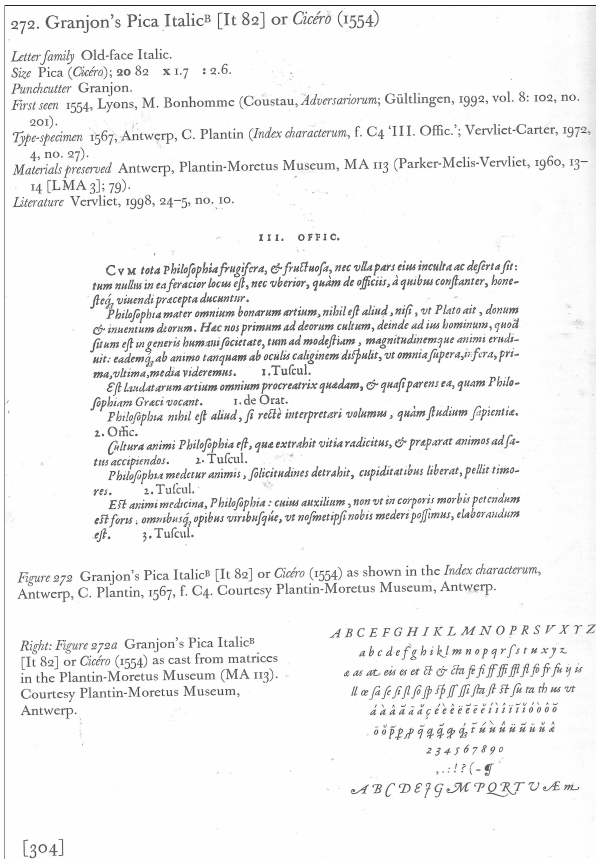 272. Granjon's Pica Italicᴮ [It 82] or Cicéro (1554)
Letter family Old-face Italic.
Size Pica (Cicéro); 20 82 x 1.7 : 2.6.
Punchcutter Granjon.
First seen 1554, Lyons, M. Bonhomme (Coustau, Adversariorum; Gültlingen, 1992, vol. 8: 102, no.
201).
Type-specimen 1567, Antwerp, C. Plantin (Index characterum, f. C4 'III. Offic.'; Vervliet-Carter, 1972,
4, no. 27).
Materials preserved Antwerp, Plantin-Moretus Museum, MA 113 (Parker-Melis-Vervliet, 1960, 13–
14 [LMA 3]; 79).
Literature Vervliet, 1998, 24–5, no. 10.
III. OFFIC.
CVM tota Philoſophia frugifera, & fructuoſa, nec vlla pars eius inculta ac deſerta ſit:
tum nullus in ea feracior locus eſt, nec vberior, quàm de officiis, à quibus conſtanter, hone-
ſteq́, viuendi præcepta ducuntur.
Philoſophia mater omnium bonarum artium, nihil eſt aliud, niſi, vt Plato ait, donum
& inuentum deorum. Hæc nos primum ad deorum cultum, deinde ad ius hominum, quod
ſitum eſt in generis humani ſocietate, tum ad modeſtiam, magnitudinemque animi erudi-
uit: eademq́ ab animo tanquam ab oculis caliginem diſpulit, vt omnia ſupera, infera, pri-
ma, vltima, media videremus. 1. Tuſcul.
Eſt laudatarum artium omnium procreatrix quædam, & quaſi parens ea, quam Philo-
ſophiam Græci vocant. 1. de Orat.
Philoſophia nihil eſt aliud, ſi rectè interpretari volumus, quàm ſtudium ſapientiæ.
2. Offic.
Cultura animi Philoſophia eſt, quæ extrahit vitia radicitus, & præparat animos ad ſa-
tus accipiendos. 2. Tuſcul.
Philoſophia medetur animis, ſolicitudines detrahit, cupiditatibus liberat, pellit timo-
res. 2. Tuſcul.
Eſt animi medicina, Philoſophia: cuius auxilium, non vt in corporis morbis petendum
eſt foris; omnibusq́, opibus viribuſq́ue, vt noſmetipſi nobis mederi poſſimus, elaborandum
eſt. 3. Tuſcul.
Figure 272 Granjon's Pica Italicᴮ [It 82] or Cicéro (1554) as shown in the Index characterum,
Antwerp, C. Plantin, 1567, f. C4. Courtesy Plantin-Moretus Museum, Antwerp.
Right: Figure 272a Granjon's Pica Italicᴮ
[It 82] or Cicéro (1554) as cast from matrices
in the Plantin-Moretus Museum (MA 113).
Courtesy Plantin-Moretus Museum,
Antwerp.
A B C E F G H I K L M N O P R S V X Y Z
a b c d e f g h i k l m n o p q r ſ s t u x y z
2 3 4 5 6 7 8 9 0
, . : ! ? ( - ¶
A B C D E F G M P Q R T V Æ m
[304]